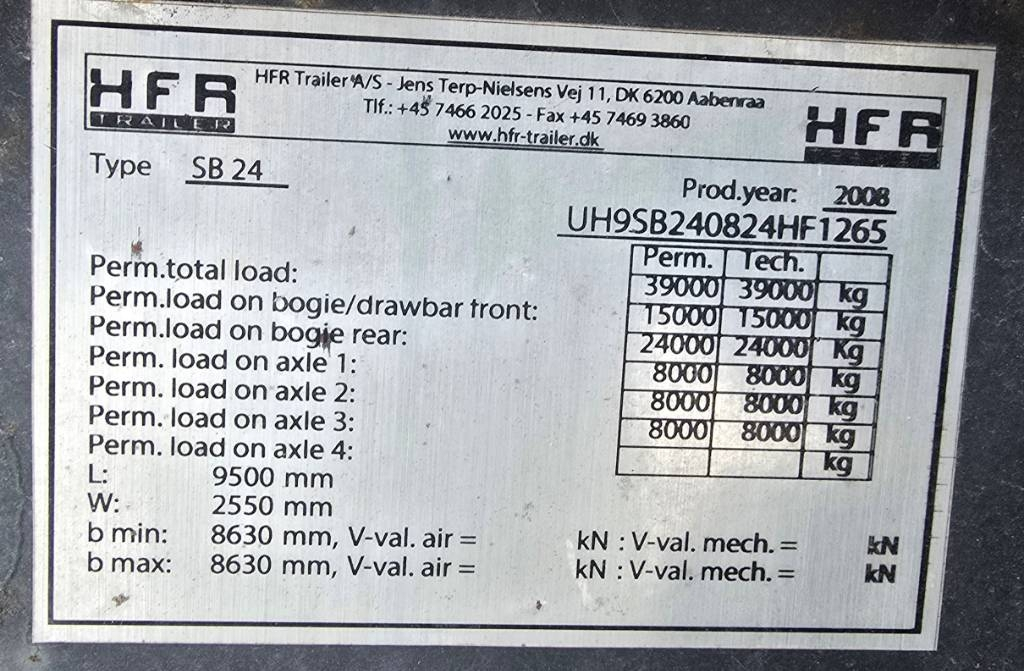 HFR TRAILER
HFR Trailer A/S - Jens Terp-Nielsens Vej 11, DK 6200 Aabenraa
Tlf.: +45 7466 2025 - Fax +45 7469 3860
www.hfr-trailer.dk
HFR
Type SB 24
Prod.year: 2008
UH9SB240824HF1265
Perm. Tech.
Perm.total load: 39000 39000 kg
Perm.load on bogie/drawbar front: 15000 15000 kg
Perm.load on bogie rear: 24000 24000 Kg
Perm. load on axle 1: 8000 8000 kg
Perm. load on axle 2: 8000 8000 kg
Perm. load on axle 3: 8000 8000 kg
Perm. load on axle 4: kg
L: 9500 mm
W: 2550 mm
b min: 8630 mm, V-val. air = kN : V-val. mech. = kN
b max: 8630 mm, V-val. air = kN : V-val. mech. = kN